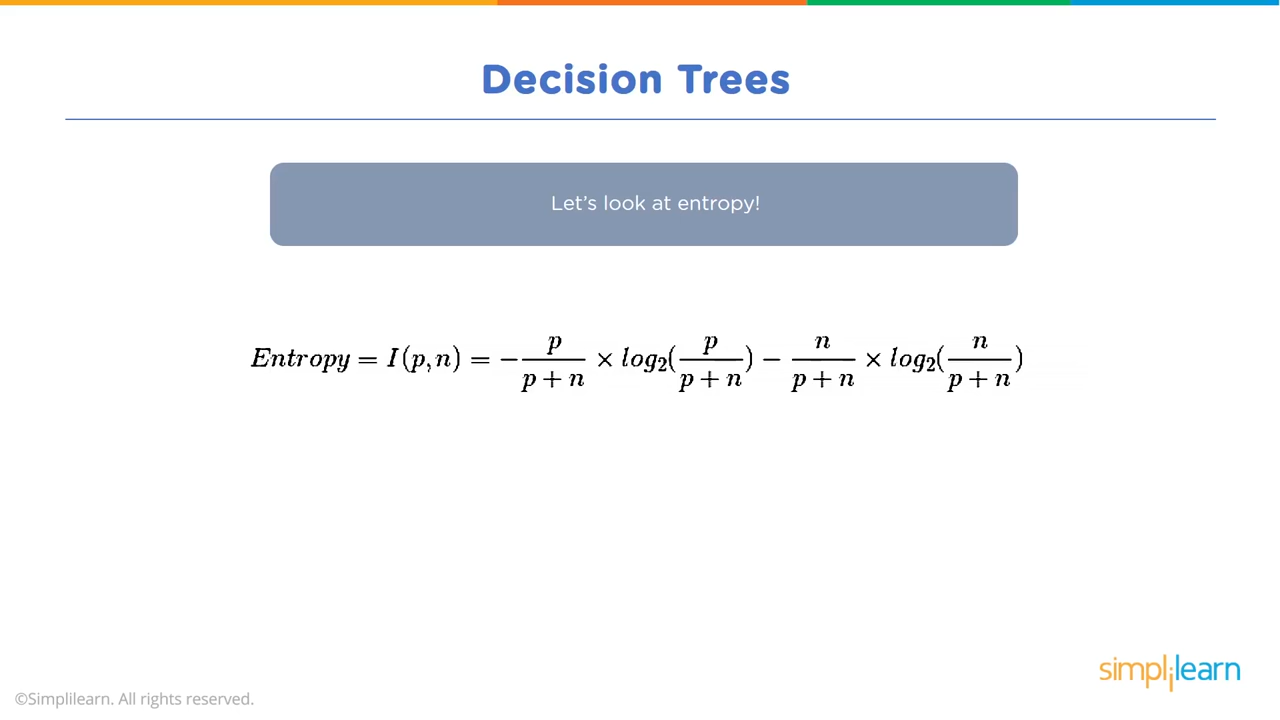 Decision Trees
Let's look at entropy!
Entropy = I(p, n) = −p/(p + n) × log₂(p/(p + n)) − n/(p + n) × log₂(n/(p + n))
simplilearn
©Simplilearn. All rights reserved.